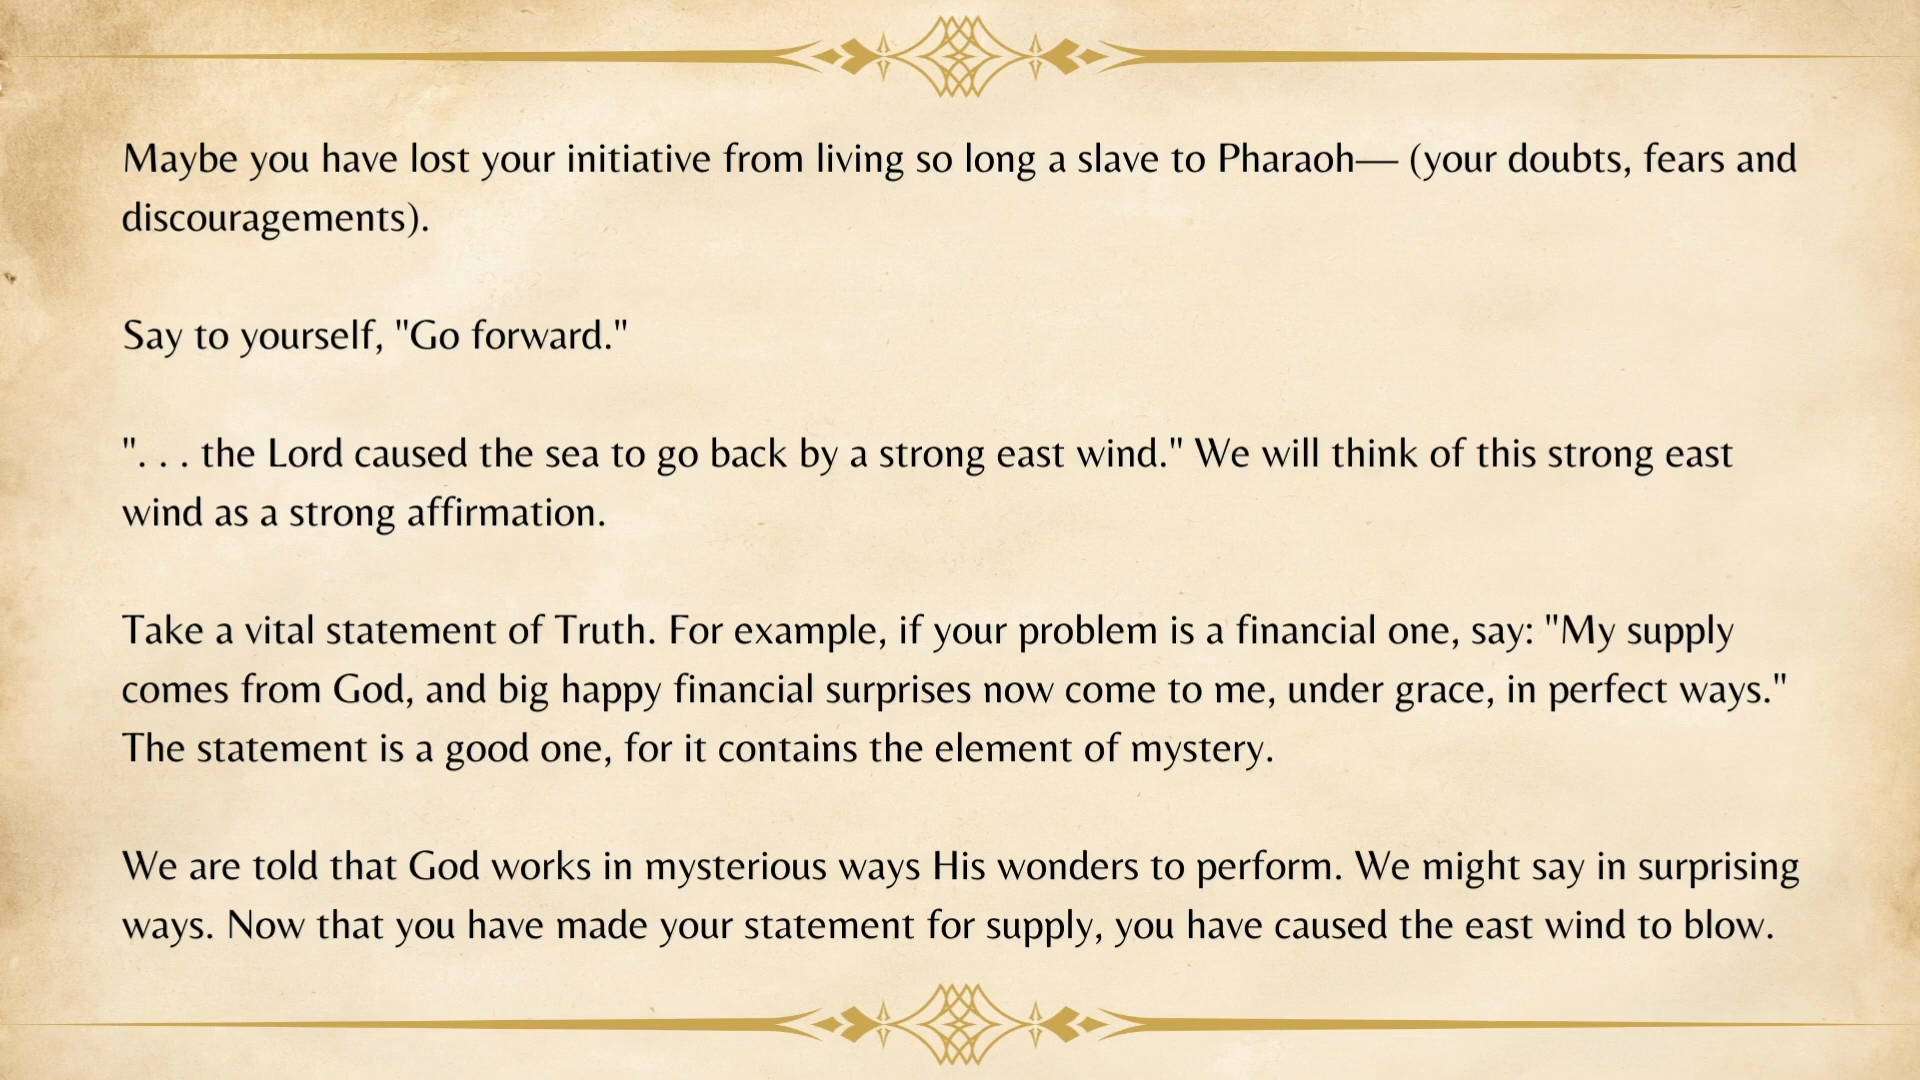 Maybe you have lost your initiative from living so long a slave to Pharaoh— (your doubts, fears and
discouragements).
Say to yourself, "Go forward."
". . . the Lord caused the sea to go back by a strong east wind." We will think of this strong east
wind as a strong affirmation.
Take a vital statement of Truth. For example, if your problem is a financial one, say: "My supply
comes from God, and big happy financial surprises now come to me, under grace, in perfect ways."
The statement is a good one, for it contains the element of mystery.
We are told that God works in mysterious ways His wonders to perform. We might say in surprising
ways. Now that you have made your statement for supply, you have caused the east wind to blow.